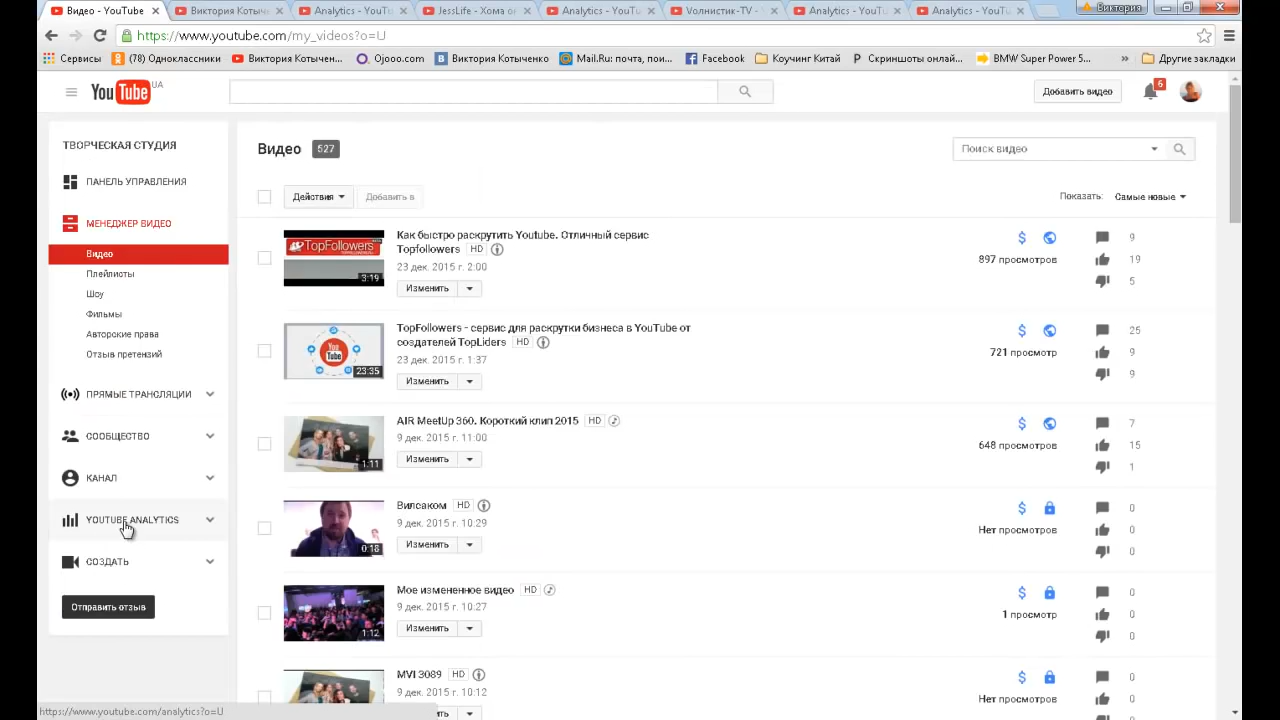 Видео - YouTube
Виктория Котыч
Analytics - YouTu
JessLife - Хома о
Analytics - YouTu
Волнистик-TV о
Analytics - YouTu
Analytics - YouTu
Виктория
https://www.youtube.com/my_videos?o=U
Сервисы
(78) Одноклассники
Виктория Котычен...
Ojooo.com
Виктория Котыченко
Mail.Ru: почта, пои...
Facebook
Коучинг Китай
Скриншоты онлай...
BMW Super Power 5...
»
Другие закладки
YouTube UA
Добавить видео
6
ТВОРЧЕСКАЯ СТУДИЯ
ПАНЕЛЬ УПРАВЛЕНИЯ
МЕНЕДЖЕР ВИДЕО
Видео
Плейлисты
Шоу
Фильмы
Авторские права
Отзыв претензий
ПРЯМЫЕ ТРАНСЛЯЦИИ
СООБЩЕСТВО
КАНАЛ
YOUTUBE ANALYTICS
СОЗДАТЬ
Отправить отзыв
Видео 527
Поиск видео
Действия
Добавить в
Показать: Самые новые
TopFollowers
3:19
Как быстро раскрутить Youtube. Отличный сервис
Topfollowers HD
23 дек. 2015 г. 2:00
Изменить
$
897 просмотров
9
19
5
You Tube
23:35
TopFollowers - сервис для раскрутки бизнеса в YouTube от
создателей TopLiders HD
23 дек. 2015 г. 1:37
Изменить
$
721 просмотр
25
9
9
1:11
AIR MeetUp 360. Короткий клип 2015 HD
9 дек. 2015 г. 11:00
Изменить
$
648 просмотров
7
15
1
0:18
Вилсаком HD
9 дек. 2015 г. 10:29
Изменить
$
Нет просмотров
0
0
0
1:12
Мое измененное видео HD
9 дек. 2015 г. 10:27
Изменить
$
1 просмотр
0
0
0
MVI 3089 HD
9 дек. 2015 г. 10:12
ть
$
Нет просмотров
0
0
https://www.youtube.com/analytics?o=U